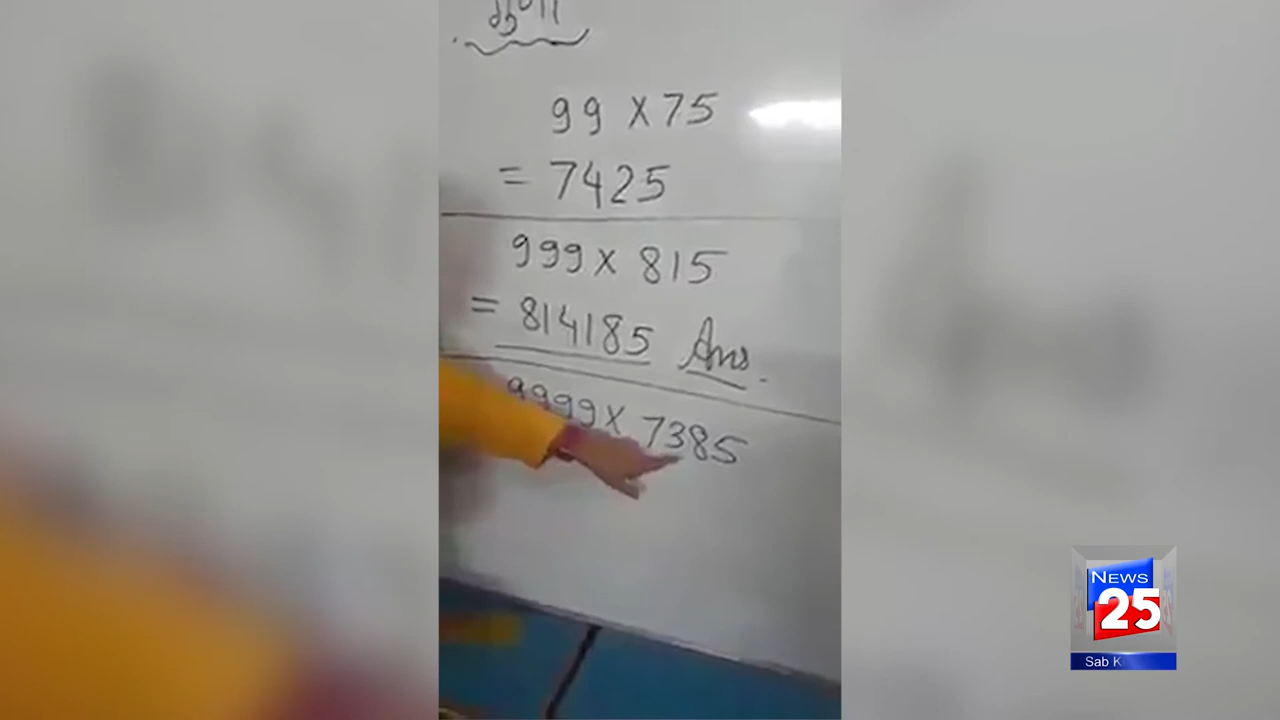 99 × 75
= 7425
999 × 815
= 814185 Ans.
9999 × 7385
NEWS
25
Sab K